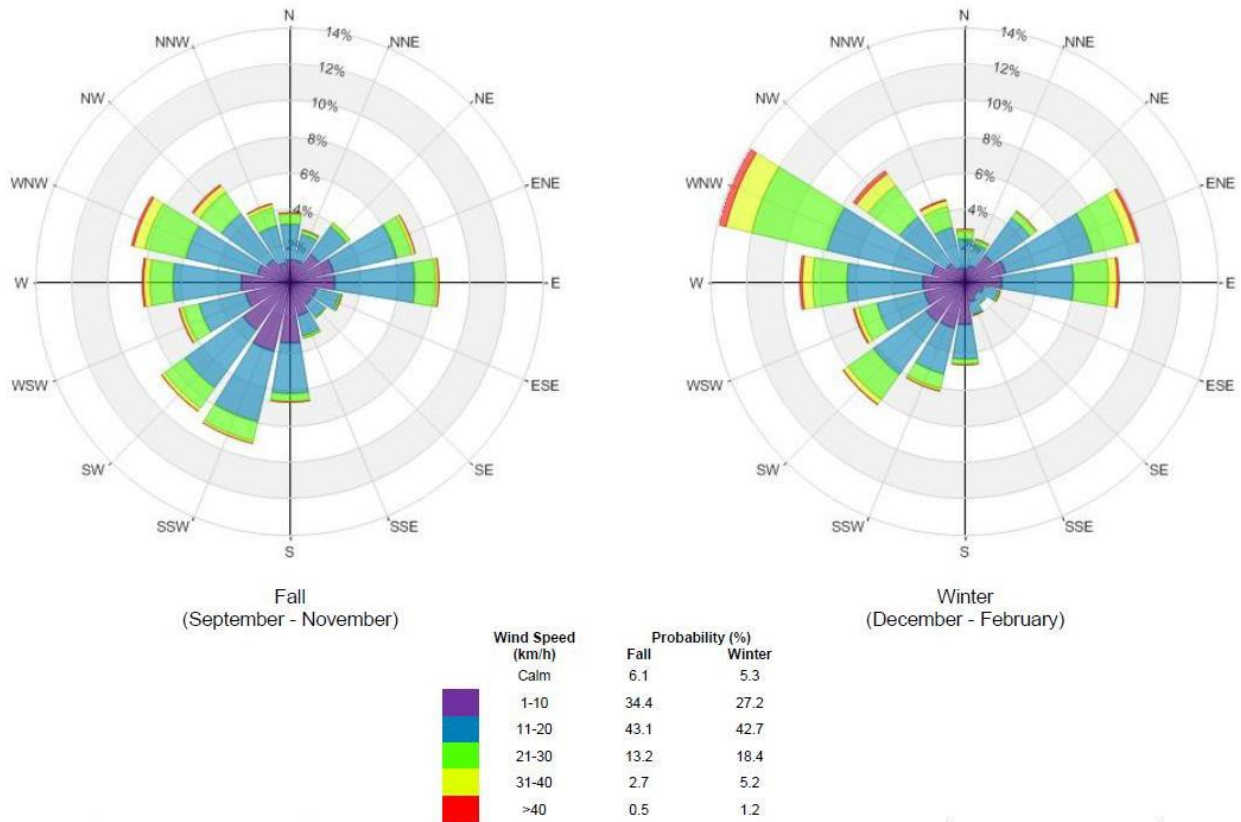 N
NNW
14%
NNE
12%
NW
10%
NE
8%
6%
WNW
4%
ENE
2%
W
E
WSW
ESE
SW
SE
SSW
SSE
S
Fall
(September - November)
N
NNW
14%
NNE
12%
NW
10%
NE
8%
6%
WNW
4%
ENE
2%
W
E
WSW
ESE
SW
SE
SSW
SSE
S
Winter
(December - February)
Wind Speed Probability (%)
(km/h) Fall Winter
Calm 6.1 5.3
1-10 34.4 27.2
11-20 43.1 42.7
21-30 13.2 18.4
31-40 2.7 5.2
>40 0.5 1.2